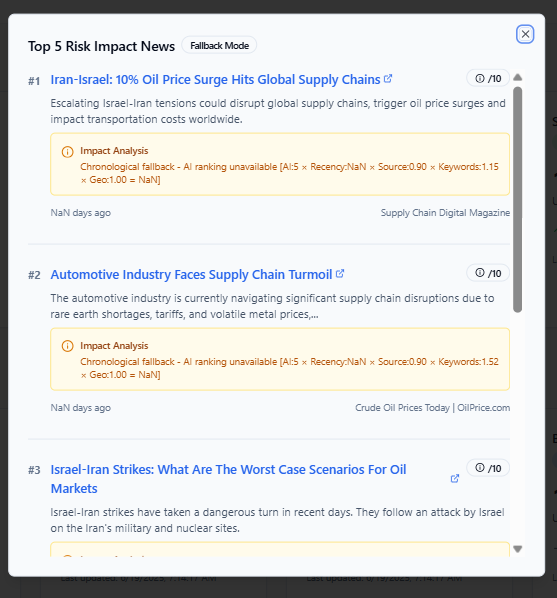 Top 5 Risk Impact News Fallback Mode
#1 Iran-Israel: 10% Oil Price Surge Hits Global Supply Chains /10
Escalating Israel-Iran tensions could disrupt global supply chains, trigger oil price surges and
impact transportation costs worldwide.
Impact Analysis
Chronological fallback - AI ranking unavailable [AI:5 × Recency:NaN × Source:0.90 × Keywords:1.15
× Geo:1.00 = NaN]
NaN days ago Supply Chain Digital Magazine
#2 Automotive Industry Faces Supply Chain Turmoil /10
The automotive industry is currently navigating significant supply chain disruptions due to
rare earth shortages, tariffs, and volatile metal prices,...
Impact Analysis
Chronological fallback - AI ranking unavailable [AI:5 × Recency:NaN × Source:0.90 × Keywords:1.52
× Geo:1.00 = NaN]
NaN days ago Crude Oil Prices Today | OilPrice.com
#3 Israel-Iran Strikes: What Are The Worst Case Scenarios For Oil /10
Markets
Israel-Iran strikes have taken a dangerous turn in recent days. They follow an attack by Israel
on the Iran's military and nuclear sites.